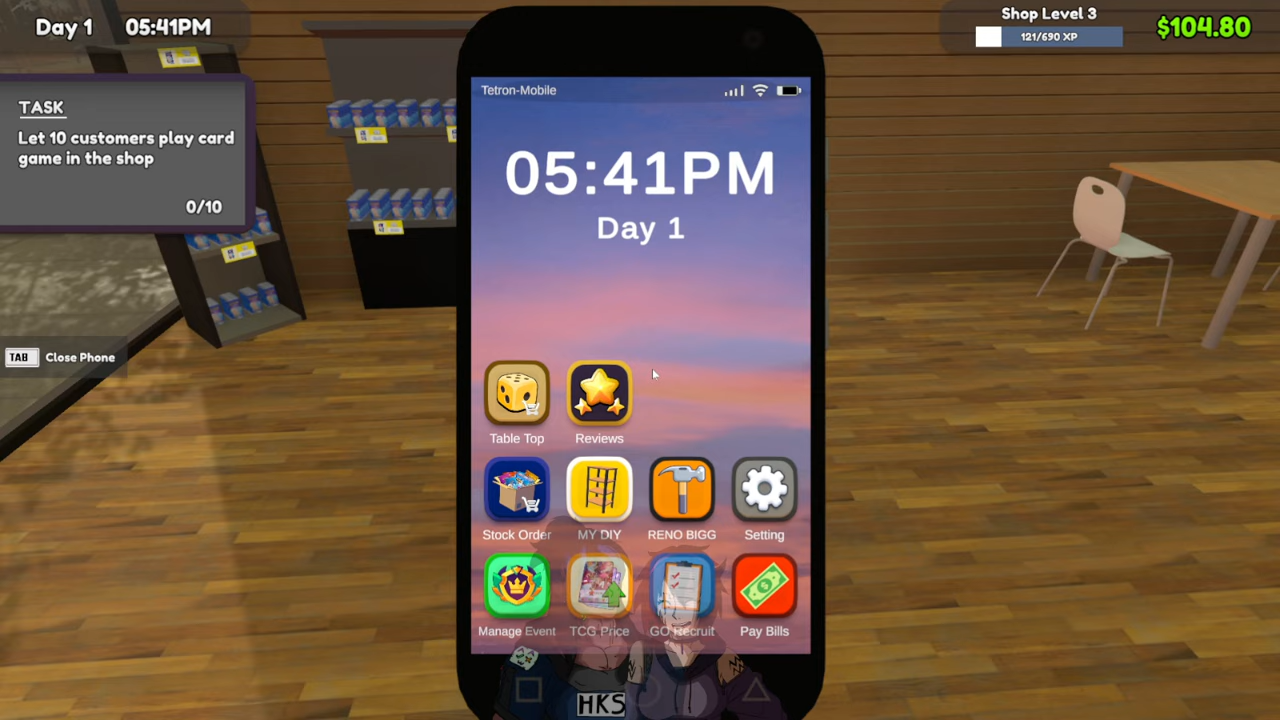 Day 1 05:41PM
Shop Level 3
121/690 XP
$104.80
TASK
Let 10 customers play card
game in the shop
0/10
TAB Close Phone
Tetron-Mobile
05:41PM
Day 1
Table Top Reviews
Stock Order MY DIY RENO BIGG Setting
Manage Event TCG Price GO Recruit Pay Bills
HKS